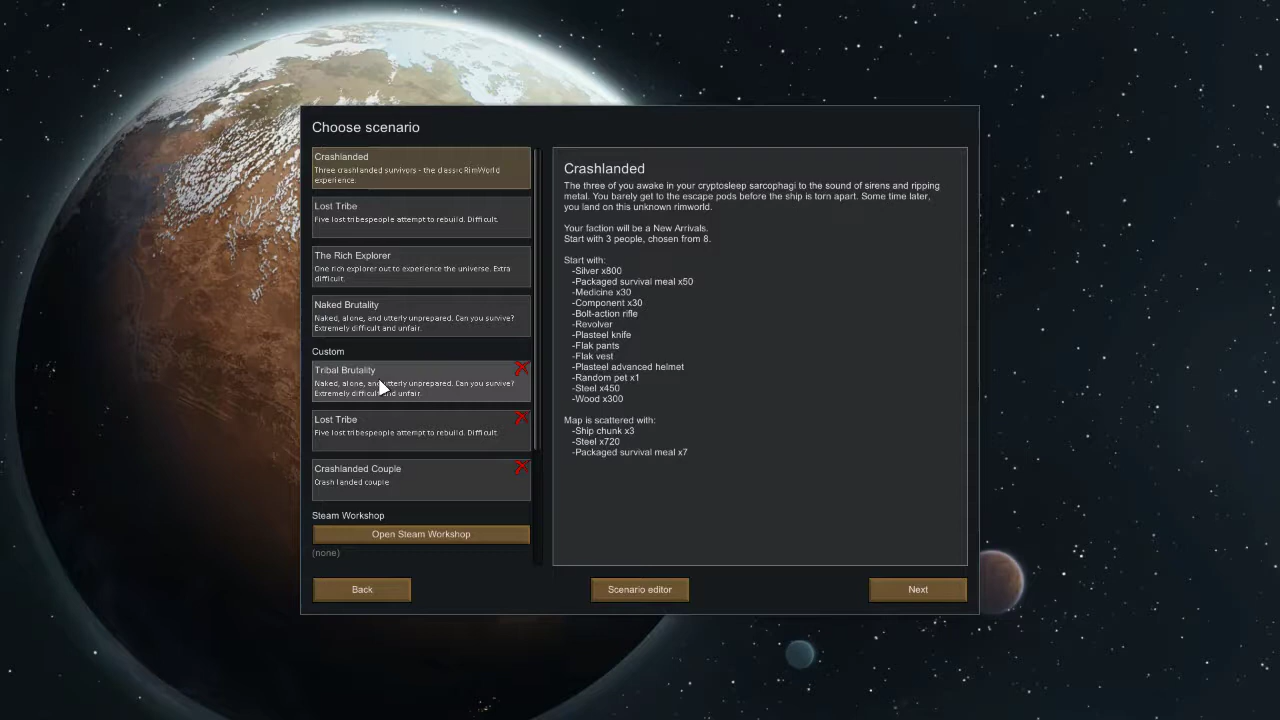 Choose scenario
Crashlanded
Three crashlanded survivors - the classic RimWorld
experience.
Lost Tribe
Five lost tribespeople attempt to rebuild. Difficult.
The Rich Explorer
One rich explorer out to experience the universe. Extra
difficult.
Naked Brutality
Naked, alone, and utterly unprepared. Can you survive?
Extremely difficult and unfair.
Custom
Tribal Brutality
Naked, alone, and utterly unprepared. Can you survive?
Extremely difficult and unfair.
Lost Tribe
Five lost tribespeople attempt to rebuild. Difficult.
Crashlanded Couple
Crash landed couple
Steam Workshop
Open Steam Workshop
(none)
Crashlanded
The three of you awake in your cryptosleep sarcophagi to the sound of sirens and ripping
metal. You barely get to the escape pods before the ship is torn apart. Some time later,
you land on this unknown rimworld.
Your faction will be a New Arrivals.
Start with 3 people, chosen from 8.
Start with:
-Silver x800
-Packaged survival meal x50
-Medicine x30
-Component x30
-Bolt-action rifle
-Revolver
-Plasteel knife
-Flak pants
-Flak vest
-Plasteel advanced helmet
-Random pet x1
-Steel x450
-Wood x300
Map is scattered with:
-Ship chunk x3
-Steel x720
-Packaged survival meal x7
Back
Scenario editor
Next